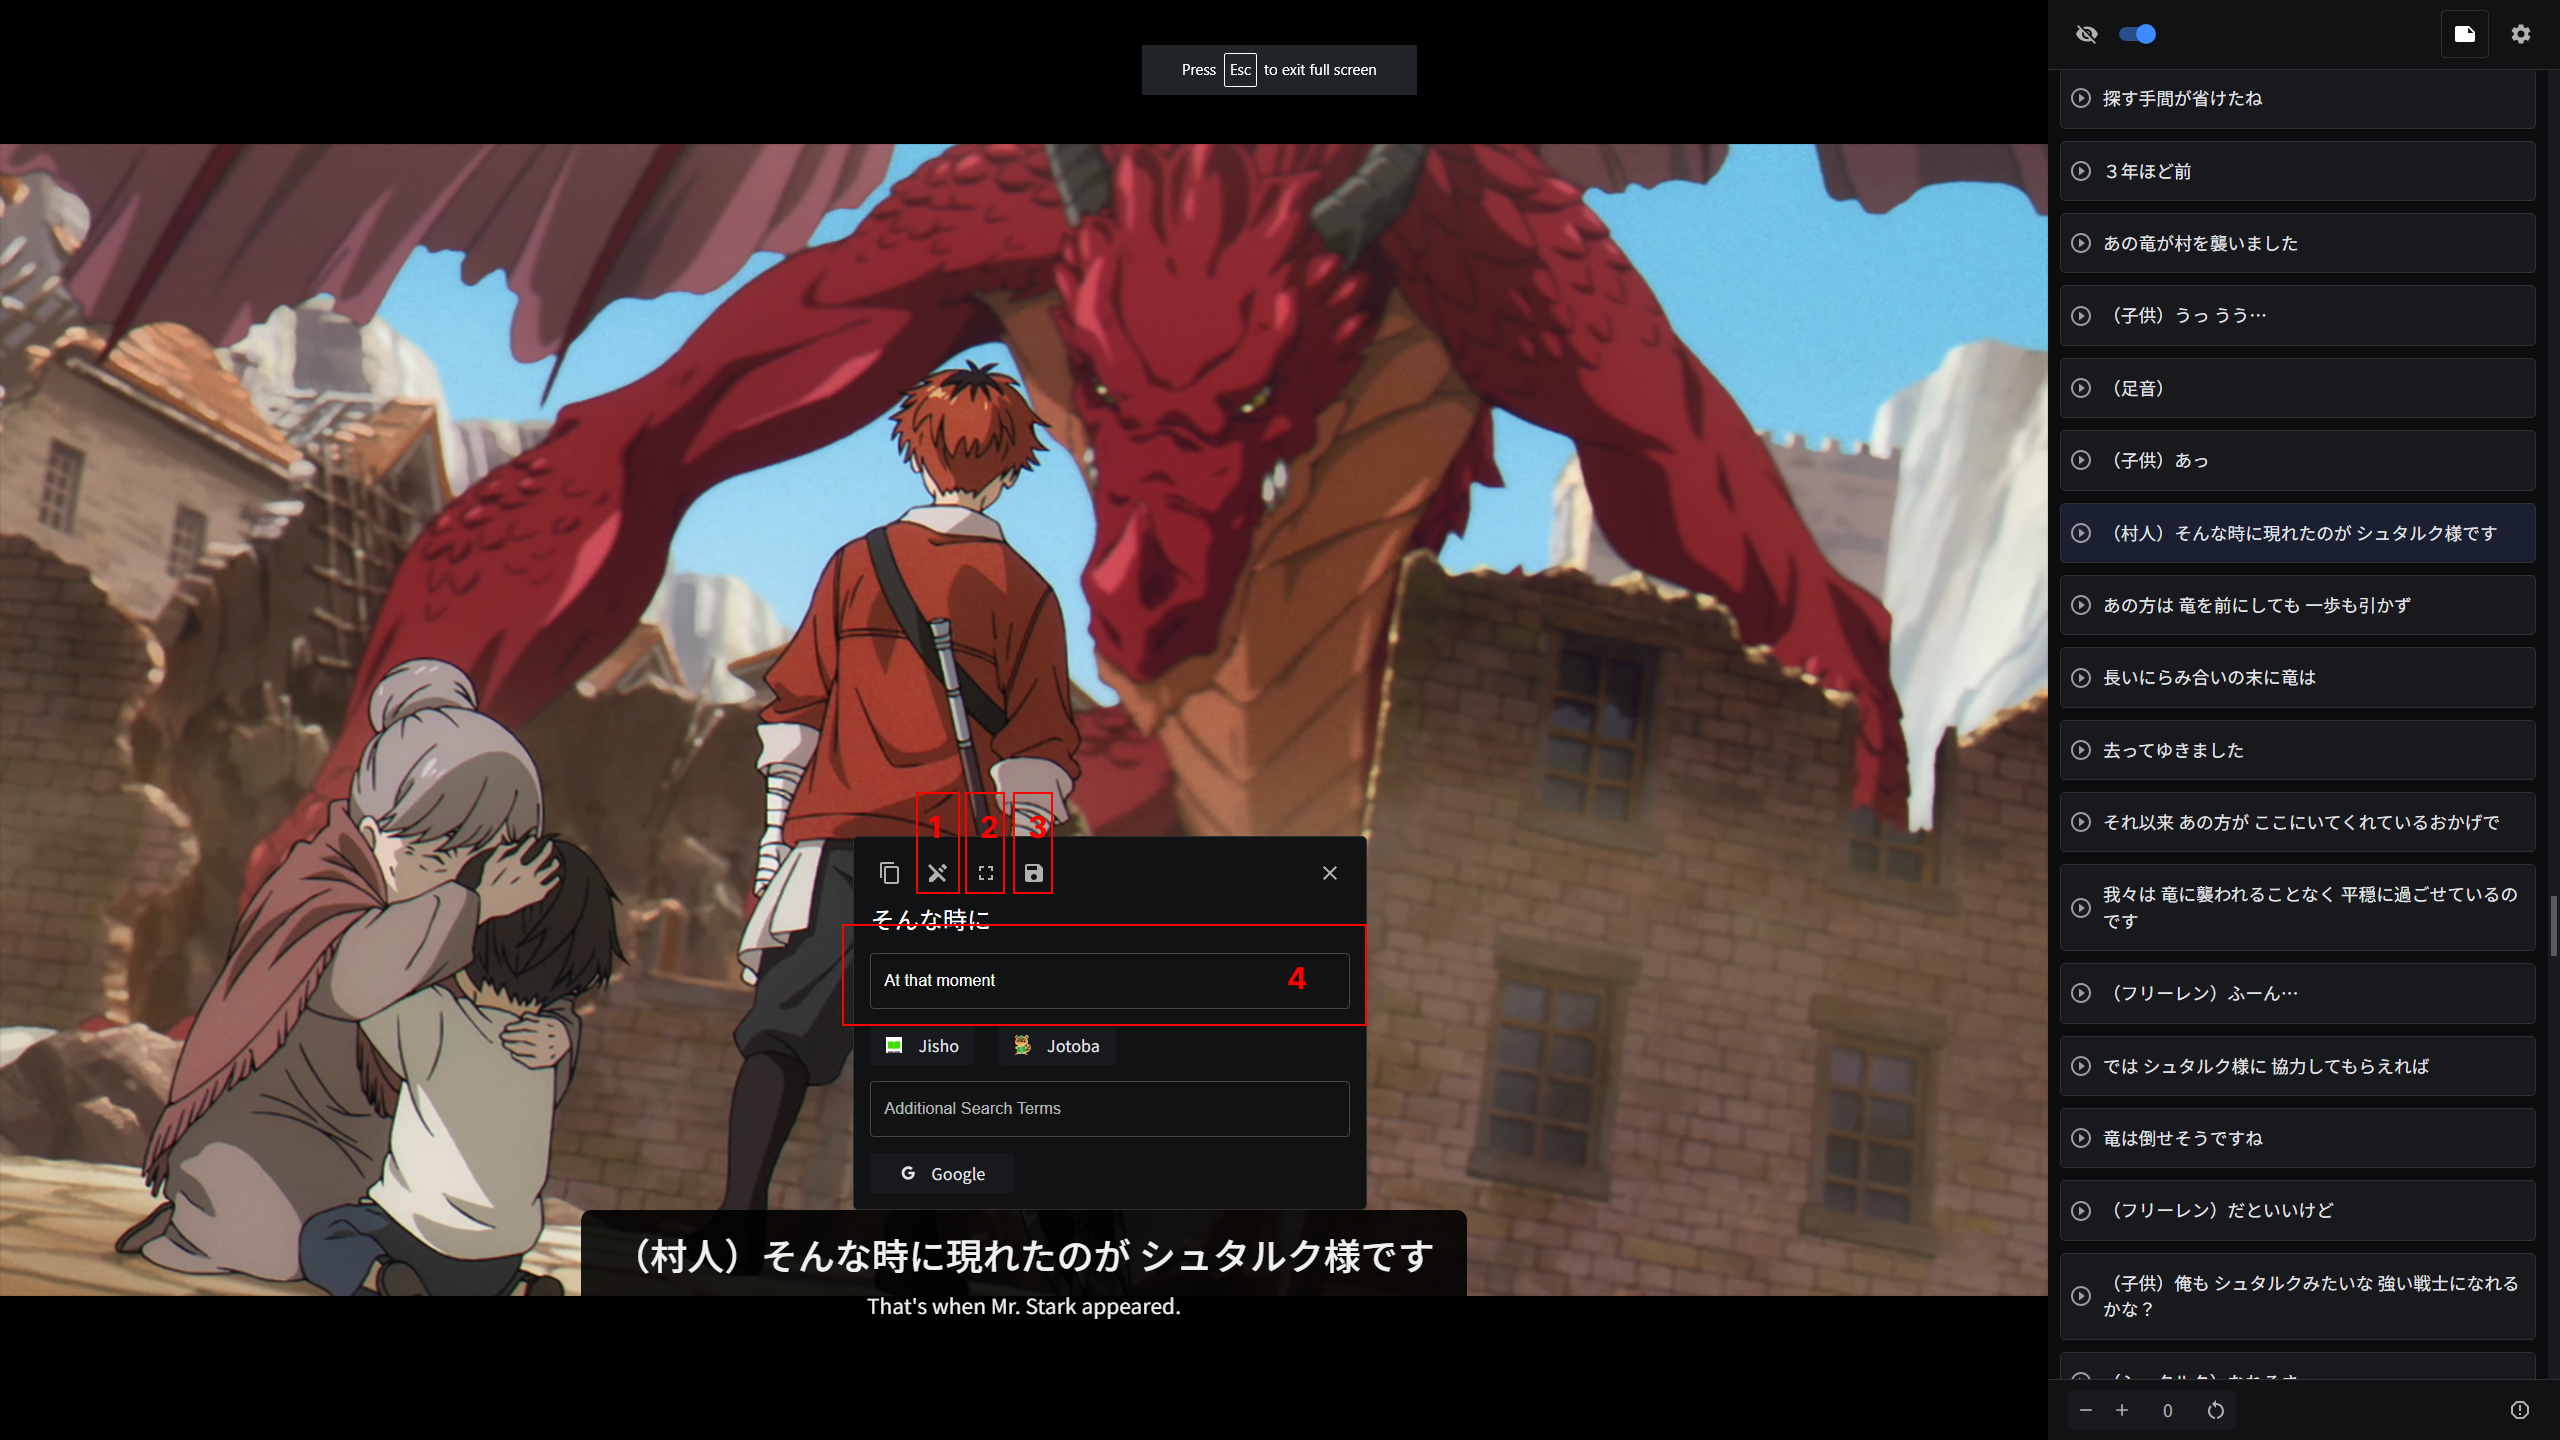 Press Esc to exit full screen
探す手間が省けたね
３年ほど前
あの竜が村を襲いました
（子供）うっ うう…
（足音）
（子供）あっ
（村人）そんな時に現れたのが シュタルク様です
あの方は 竜を前にしても 一歩も引かず
長いにらみ合いの末に竜は
去ってゆきました
それ以来 あの方が ここにいてくれているおかげで
我々は 竜に襲われることなく 平穏に過ごせているの
です
（フリーレン）ふーん…
では シュタルク様に 協力してもらえれば
竜は倒せそうですね
（フリーレン）だといいけど
（子供）俺も シュタルクみたいな 強い戦士になれる
かな？
0
1 2 3
そんな時に
At that moment 4
Jisho Jotoba
Additional Search Terms
Google
（村人）そんな時に現れたのが シュタルク様です
That's when Mr. Stark appeared.